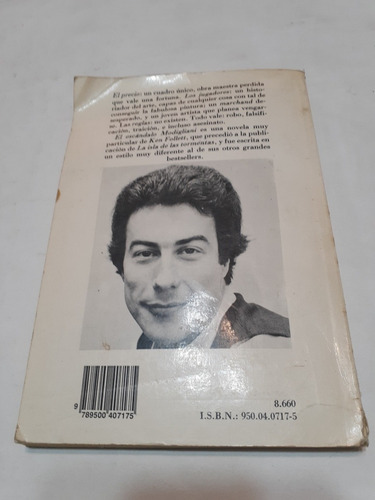 El precio: un cuadro único, obra maestra perdida
que vale una fortuna. Los jugadores: un histo-
riador del arte, capaz de cualquier cosa con tal de
conseguir la fabulosa pintura; un marchand de-
sesperado, y un joven artista que planea vengar-
se. Las reglas: no existen. Todo vale: robo, falsifi-
cación, traición, e incluso asesinato.
El escándalo Modigliani es una novela muy
particular de Ken Follett, que precedió a la publi-
cación de La isla de las tormentas, y fue escrita en
un estilo muy diferente al de sus otros grandes
bestsellers.
9 789500 407175
8.660
I.S.B.N.: 950.04.0717-5